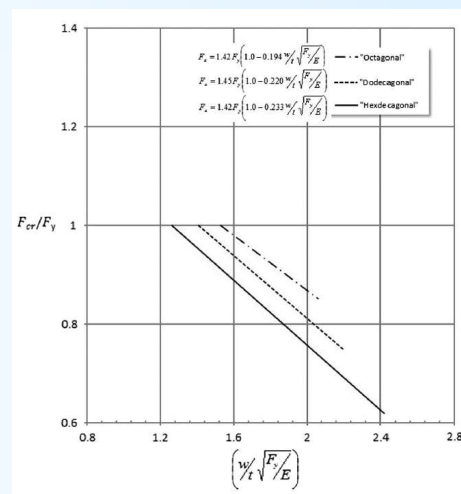 1.4
F_a = 1.42F_y(1.0−0.194 w/t √F_y/E) "Octagonal"
F_a = 1.45F_y(1.0−0.220 w/t √F_y/E) "Dodecagonal"
F_a = 1.42F_y(1.0−0.233 w/t √F_y/E) "Hexdecagonal"
1.2
F_cr/F_y 1
0.8
0.6
0.8 1.2 1.6 2 2.4 2.8
(w/t √F_y/E)